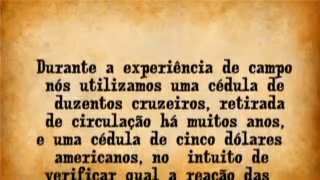 Durante a experiência de campo
nós utilizamos uma cédula de
duzentos cruzeiros, retirada
de circulação há muitos anos,
e uma cédula de cinco dólares
americanos, no intuito de
verificar qual a reação das